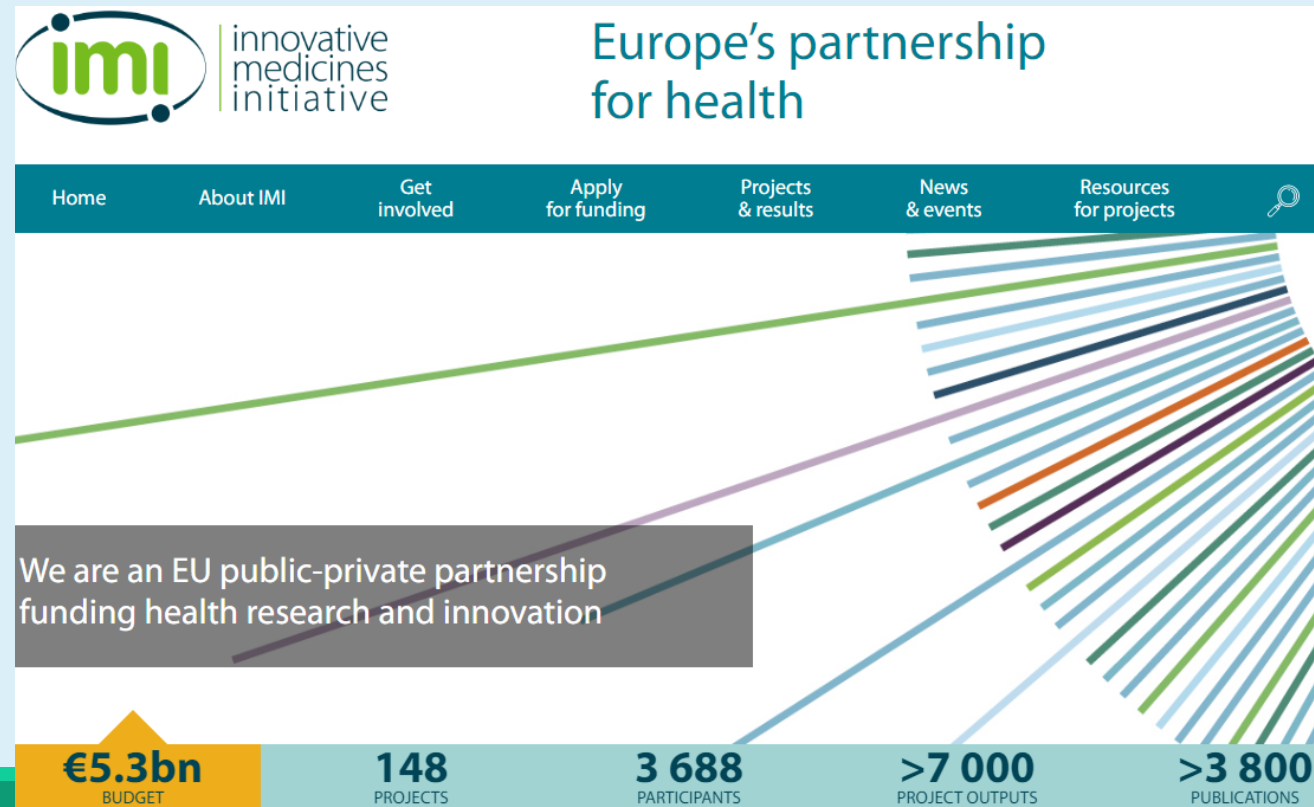 imi
innovative
medicines
initiative
Europe's partnership
for health
Home
About IMI
Get
involved
Apply
for funding
Projects
& results
News
& events
Resources
for projects
We are an EU public-private partnership
funding health research and innovation
€5.3bn
BUDGET
148
PROJECTS
3 688
PARTICIPANTS
>7 000
PROJECT OUTPUTS
>3 800
PUBLICATIONS